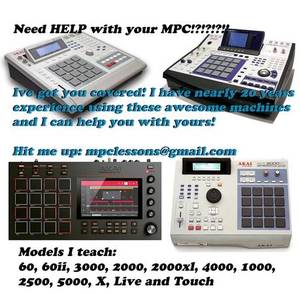 Need HELP with your MPC!?!?!?!!
Ive got you covered! I have nearly 20 years
experience using these awesome machines
and I can help you with yours!
Hit me up: mpclessons@gmail.com
AKAI
Models I teach:
60, 60ii, 3000, 2000, 2000xl, 4000, 1000,
2500, 5000, X, Live and Touch